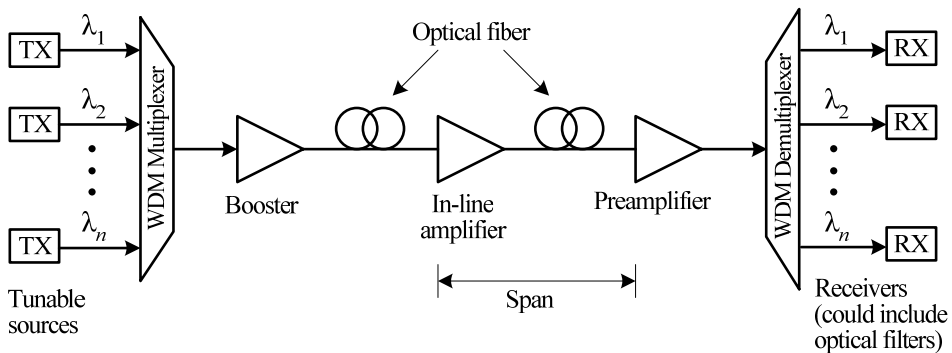 TX
λ1
WDM Multiplexer
Optical fiber
WDM Demultiplexer
λ1
RX
TX
λ2
λ2
RX
Booster
In-line
amplifier
Preamplifier
TX
λn
λn
RX
Tunable
sources
Span
Receivers
(could include
optical filters)